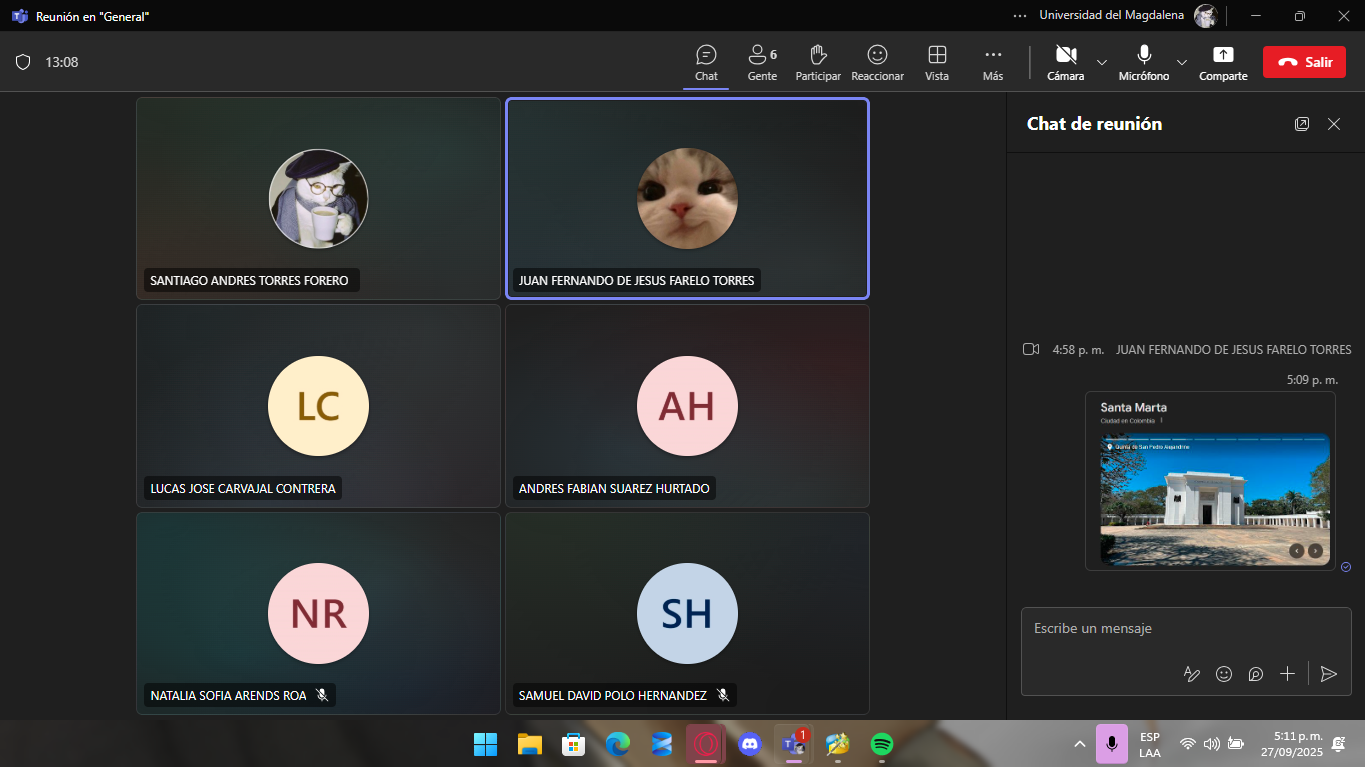 Reunión en "General"
Universidad del Magdalena
13:08
Chat
Gente
6
Participar
Reaccionar
Vista
Más
Cámara
Micrófono
Comparte
Salir
SANTIAGO ANDRES TORRES FORERO
JUAN FERNANDO DE JESUS FARELO TORRES
LC
LUCAS JOSE CARVAJAL CONTRERA
AH
ANDRES FABIAN SUAREZ HURTADO
NR
NATALIA SOFIA ARENDS ROA
SH
SAMUEL DAVID POLO HERNANDEZ
Chat de reunión
4:58 p. m. JUAN FERNANDO DE JESUS FARELO TORRES
5:09 p. m.
Santa Marta
Ciudad en Colombia
Quinta de San Pedro Alejandrino
Escribe un mensaje
1
ESP
LAA
5:11 p. m.
27/09/2025